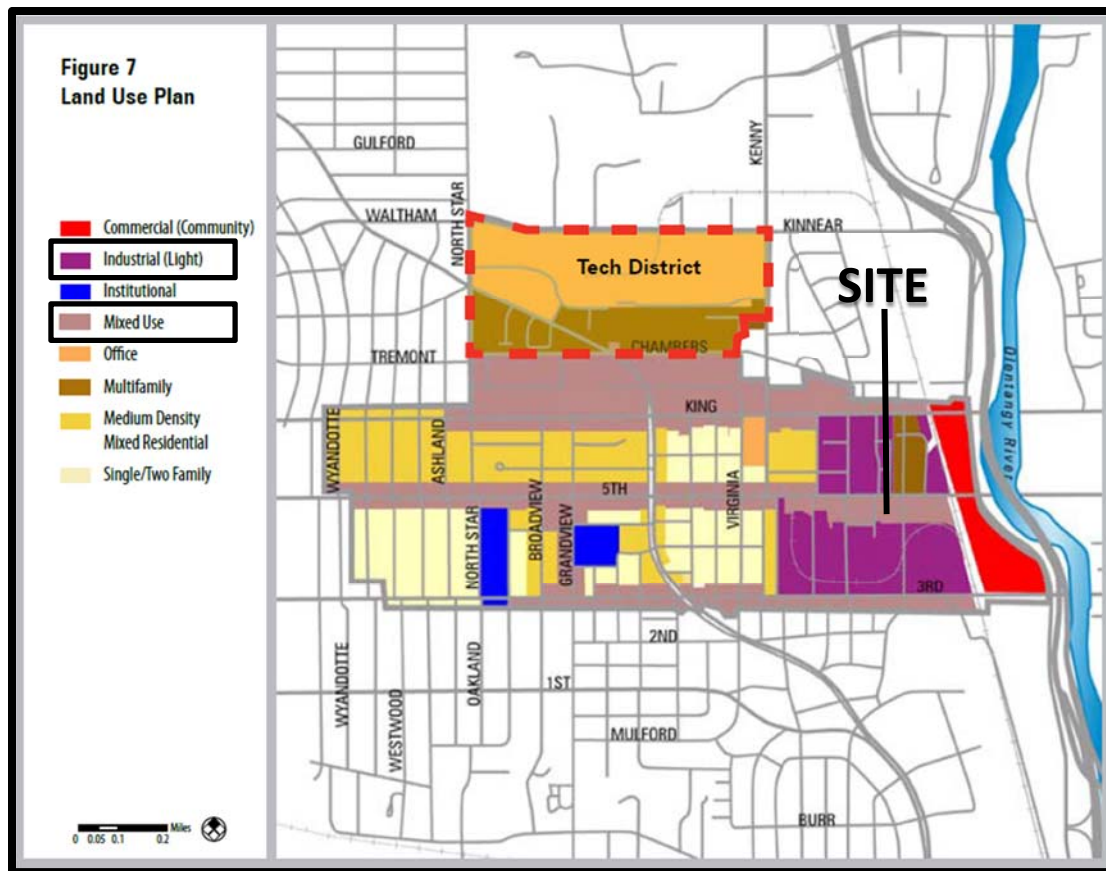 Figure 7
Land Use Plan
Commercial (Community)
Industrial (Light)
Institutional
Mixed Use
Office
Multifamily
Medium Density
Mixed Residential
Single/Two Family
0 0.05 0.1 0.2 Miles
GULFORD
KENNY
WALTHAM
NORTH STAR
KINNEAR
Tech District
SITE
Olentangy River
TREMONT
CHAMBERS
KING
WYANDOTTE
ASHLAND
5TH
VIRGINIA
NORTH STAR
BROADVIEW
GRANDVIEW
3RD
2ND
WYANDOTTE
WESTWOOD
OAKLAND
1ST
MULFORD
BURR